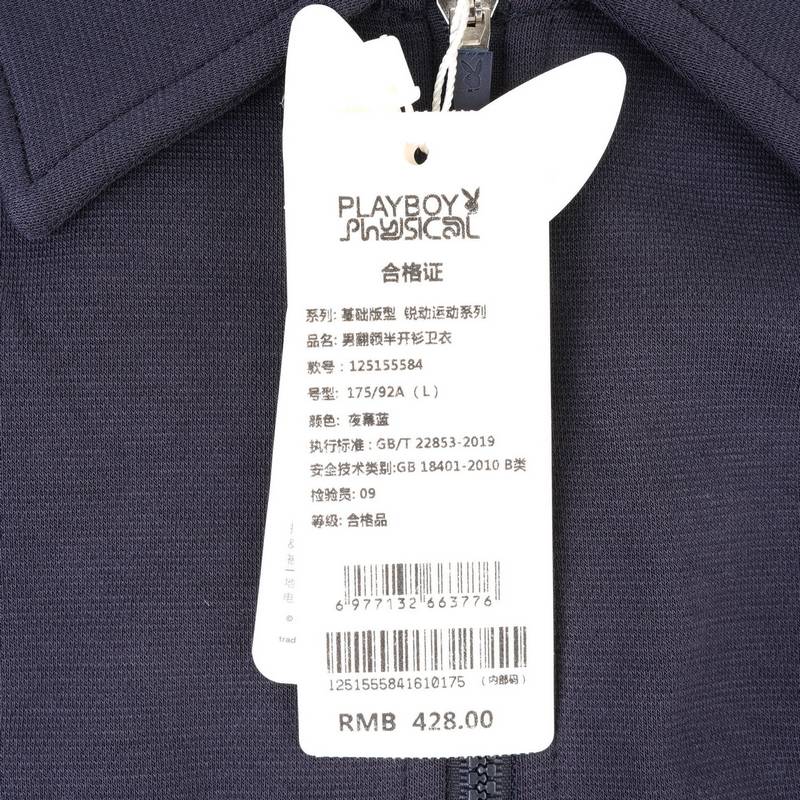 PLAYBOY
PhYSICAL
合格证
系列: 基础版型 锐动运动系列
品名: 男翻领半开衫卫衣
款号: 125155584
号型: 175/92A （L）
颜色: 夜幕蓝
执行标准: GB/T 22853-2019
安全技术类别:GB 18401-2010 B类
检验员: 09
等级: 合格品
地
电
©
trad
6 977132 663776
1251555841610175 （内部码）
RMB 428.00